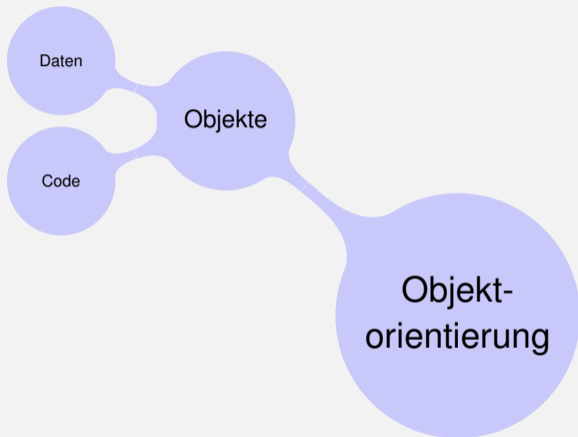 Daten
Objekte
Code
Objekt-
orientierung